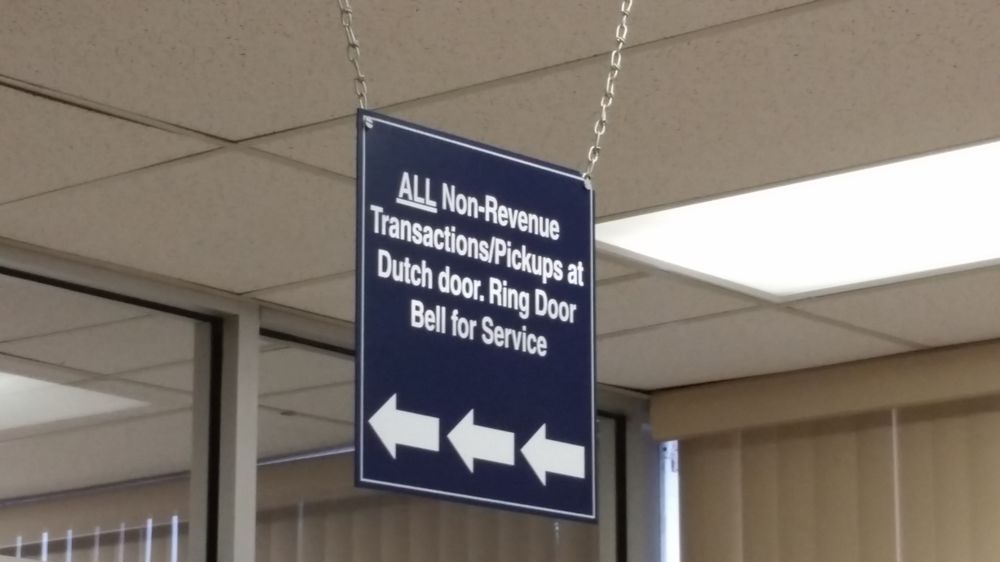 ALL Non-Revenue
Transactions/Pickups at
Dutch door. Ring Door
Bell for Service